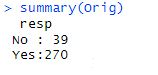 > summary(Orig)
resp
No : 39
Yes:270